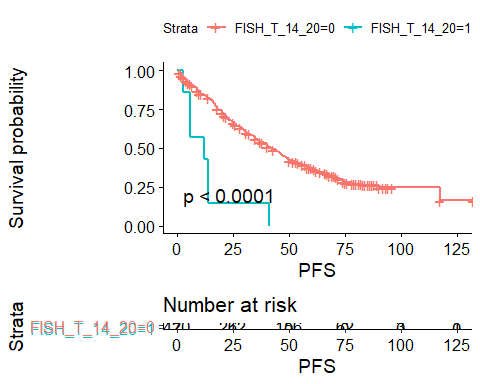 Strata FISH_T_14_20=0 FISH_T_14_20=1
Survival probability
1.00
0.75
0.50
0.25
0.00
p < 0.0001
0 25 50 75 100 125
PFS
Number at risk
Strata
0 25 50 75 100 125
PFS